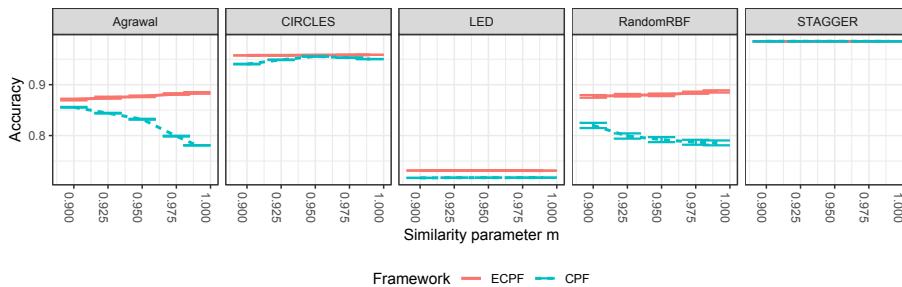 Agrawal CIRCLES LED RandomRBF STAGGER
Accuracy
0.9
0.8
0.900 0.925 0.950 0.975 1.000 0.900 0.925 0.950 0.975 1.000 0.900 0.925 0.950 0.975 1.000 0.900 0.925 0.950 0.975 1.000 0.900 0.925 0.950 0.975 1.000
Similarity parameter m
Framework ECPF CPF